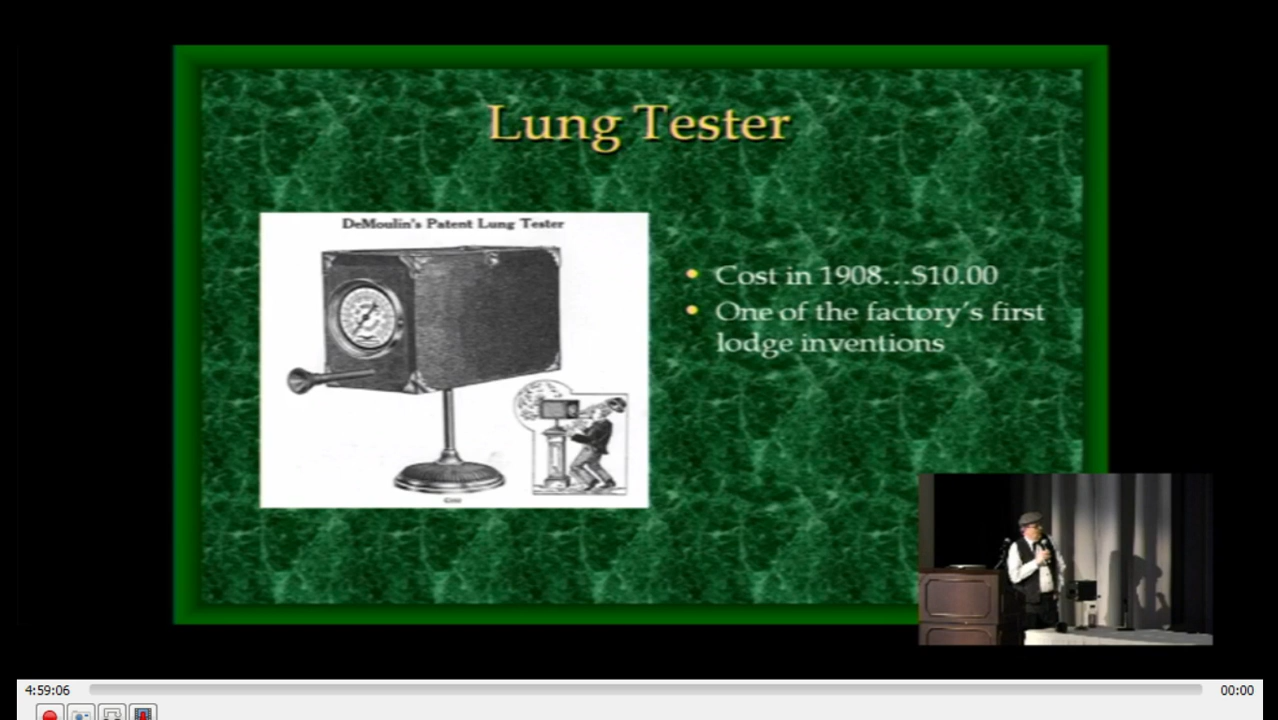 Lung Tester
DeMoulin's Patent Lung Tester
• Cost in 1908...$10.00
• One of the factory's first
lodge inventions
4:59:06
00:00